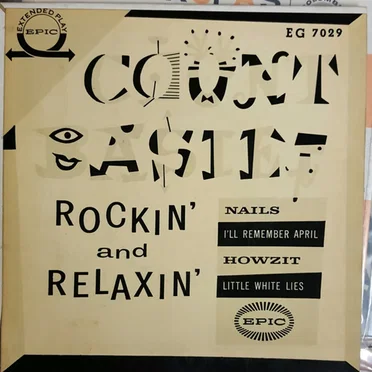 EXTENDED PLAY
EPIC
EG 7029
COUNT
BASIE
ROCKIN'
and
RELAXIN'
NAILS
I'LL REMEMBER APRIL
HOWZIT
LITTLE WHITE LIES
EPIC